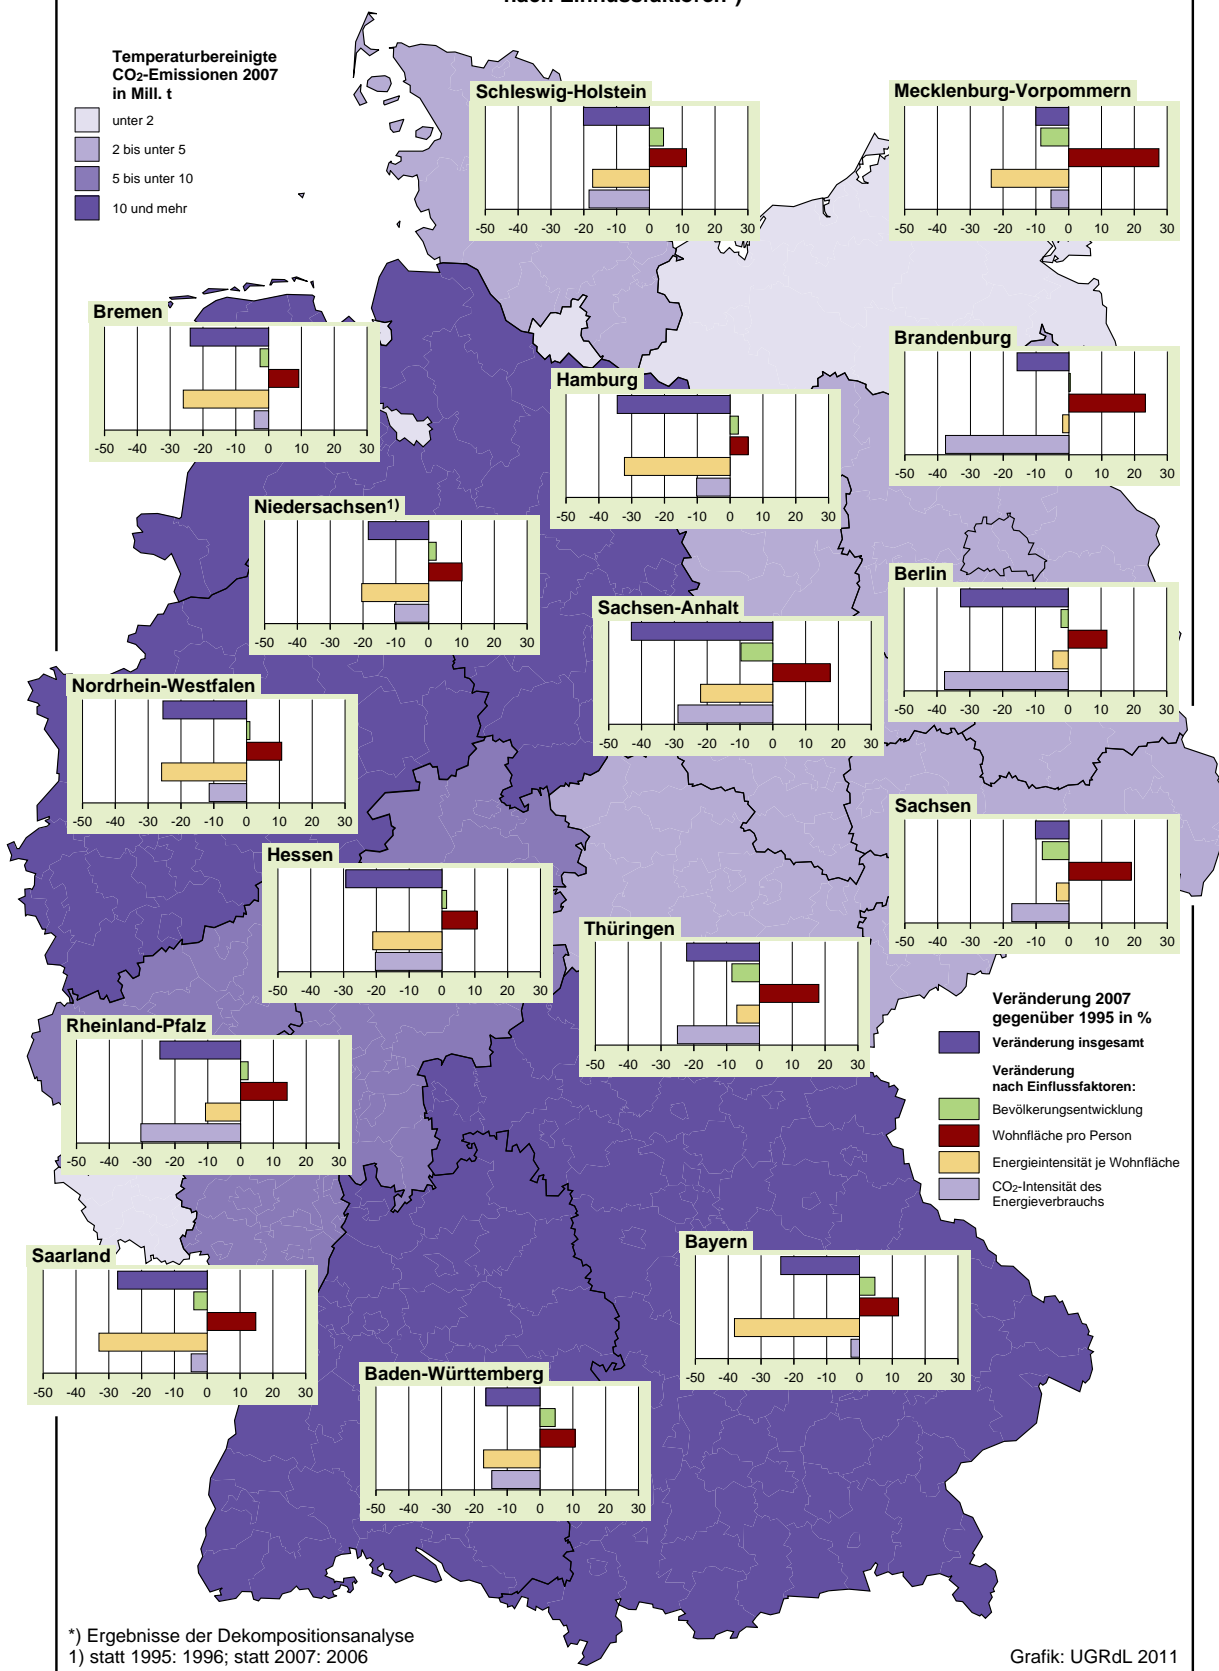 nach Einflussfaktoren*)
Temperaturbereinigte
CO2-Emissionen 2007
in Mill. t
unter 2
2 bis unter 5
5 bis unter 10
10 und mehr
Schleswig-Holstein
-50 -40 -30 -20 -10 0 10 20 30
Mecklenburg-Vorpommern
-50 -40 -30 -20 -10 0 10 20 30
Bremen
-50 -40 -30 -20 -10 0 10 20 30
Brandenburg
-50 -40 -30 -20 -10 0 10 20 30
Hamburg
-50 -40 -30 -20 -10 0 10 20 30
Niedersachsen1)
-50 -40 -30 -20 -10 0 10 20 30
Berlin
-50 -40 -30 -20 -10 0 10 20 30
Sachsen-Anhalt
-50 -40 -30 -20 -10 0 10 20 30
Nordrhein-Westfalen
-50 -40 -30 -20 -10 0 10 20 30
Sachsen
-50 -40 -30 -20 -10 0 10 20 30
Hessen
-50 -40 -30 -20 -10 0 10 20 30
Thüringen
-50 -40 -30 -20 -10 0 10 20 30
Rheinland-Pfalz
-50 -40 -30 -20 -10 0 10 20 30
Veränderung 2007
gegenüber 1995 in %
Veränderung insgesamt
Veränderung
nach Einflussfaktoren:
Bevölkerungsentwicklung
Wohnfläche pro Person
Energieintensität je Wohnfläche
CO2-Intensität des
Energieverbrauchs
Saarland
-50 -40 -30 -20 -10 0 10 20 30
Bayern
-50 -40 -30 -20 -10 0 10 20 30
Baden-Württemberg
-50 -40 -30 -20 -10 0 10 20 30
*) Ergebnisse der Dekompositionsanalyse
1) statt 1995: 1996; statt 2007: 2006
Grafik: UGRdL 2011